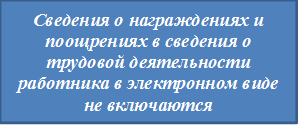 Сведения о награждениях и
поощрениях в сведения о
трудовой деятельности
работника в электронном виде
не включаются